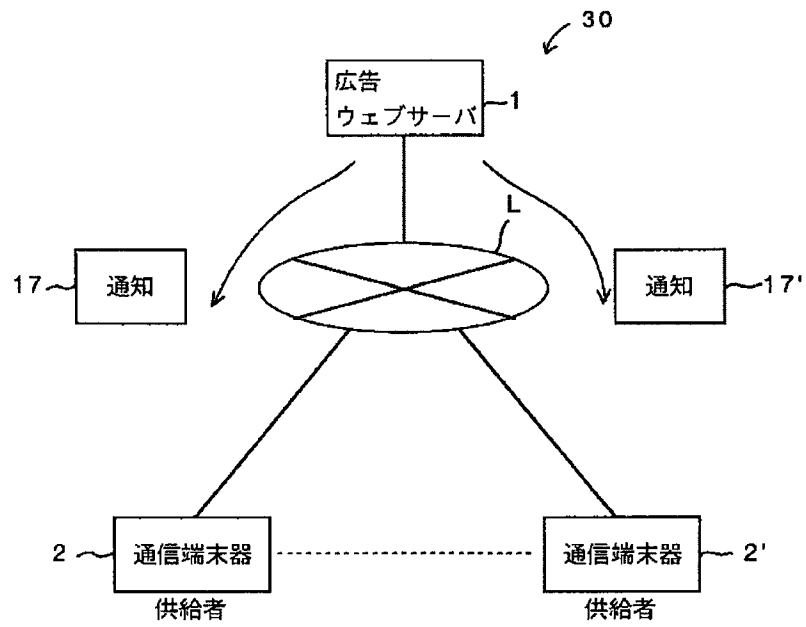 30
広告
ウェブサーバ
1
L
17
通知
通知
17'
2
通信端末器
通信端末器
2'
供給者
供給者